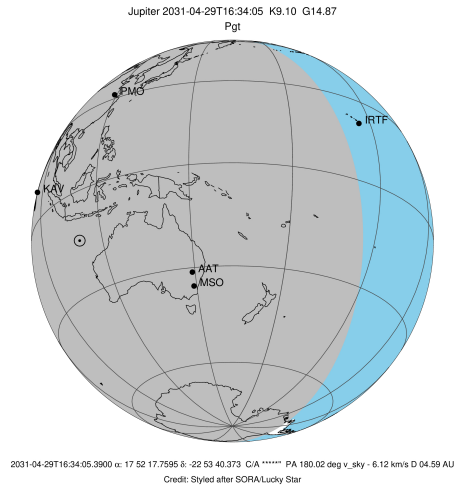 Jupiter 2031-04-29T16:34:05 K9.10 G14.87
Pgt
PMO
IRTF
KAV
AAT
MSO
2031-04-29T16:34:05.3900 α: 17 52 17.7595 δ: -22 53 40.373 C/A *****" PA 180.02 deg v_sky - 6.12 km/s D 04.59 AU
Credit: Styled after SORA/Lucky Star